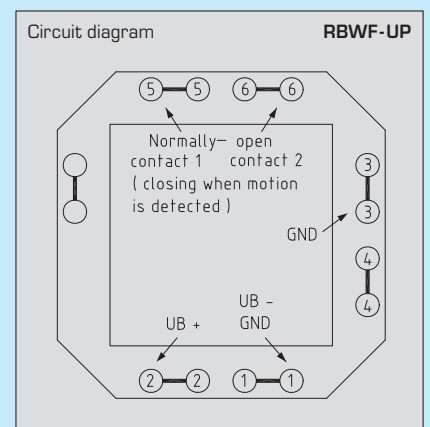 Circuit diagram RBWF-UP
5 5 6 6
Normally- open
contact 1 contact 2
( closing when motion
is detected )
3
3
GND
4
4
UB -
UB + GND
2 2 1 1